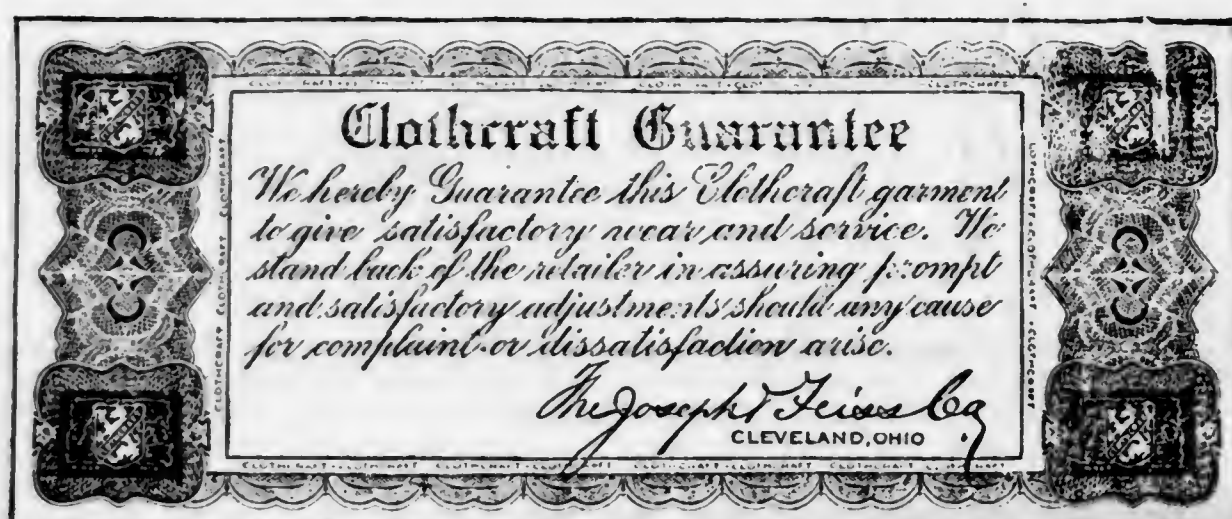 Clothcraft Guarantee
We hereby Guarantee this Clothcraft garment
to give satisfactory wear and service. We
stand back of the retailer in assuring prompt
and satisfactory adjustments should any cause
for complaint or dissatisfaction arise.
The Joseph & Feiss Co.
CLEVELAND, OHIO